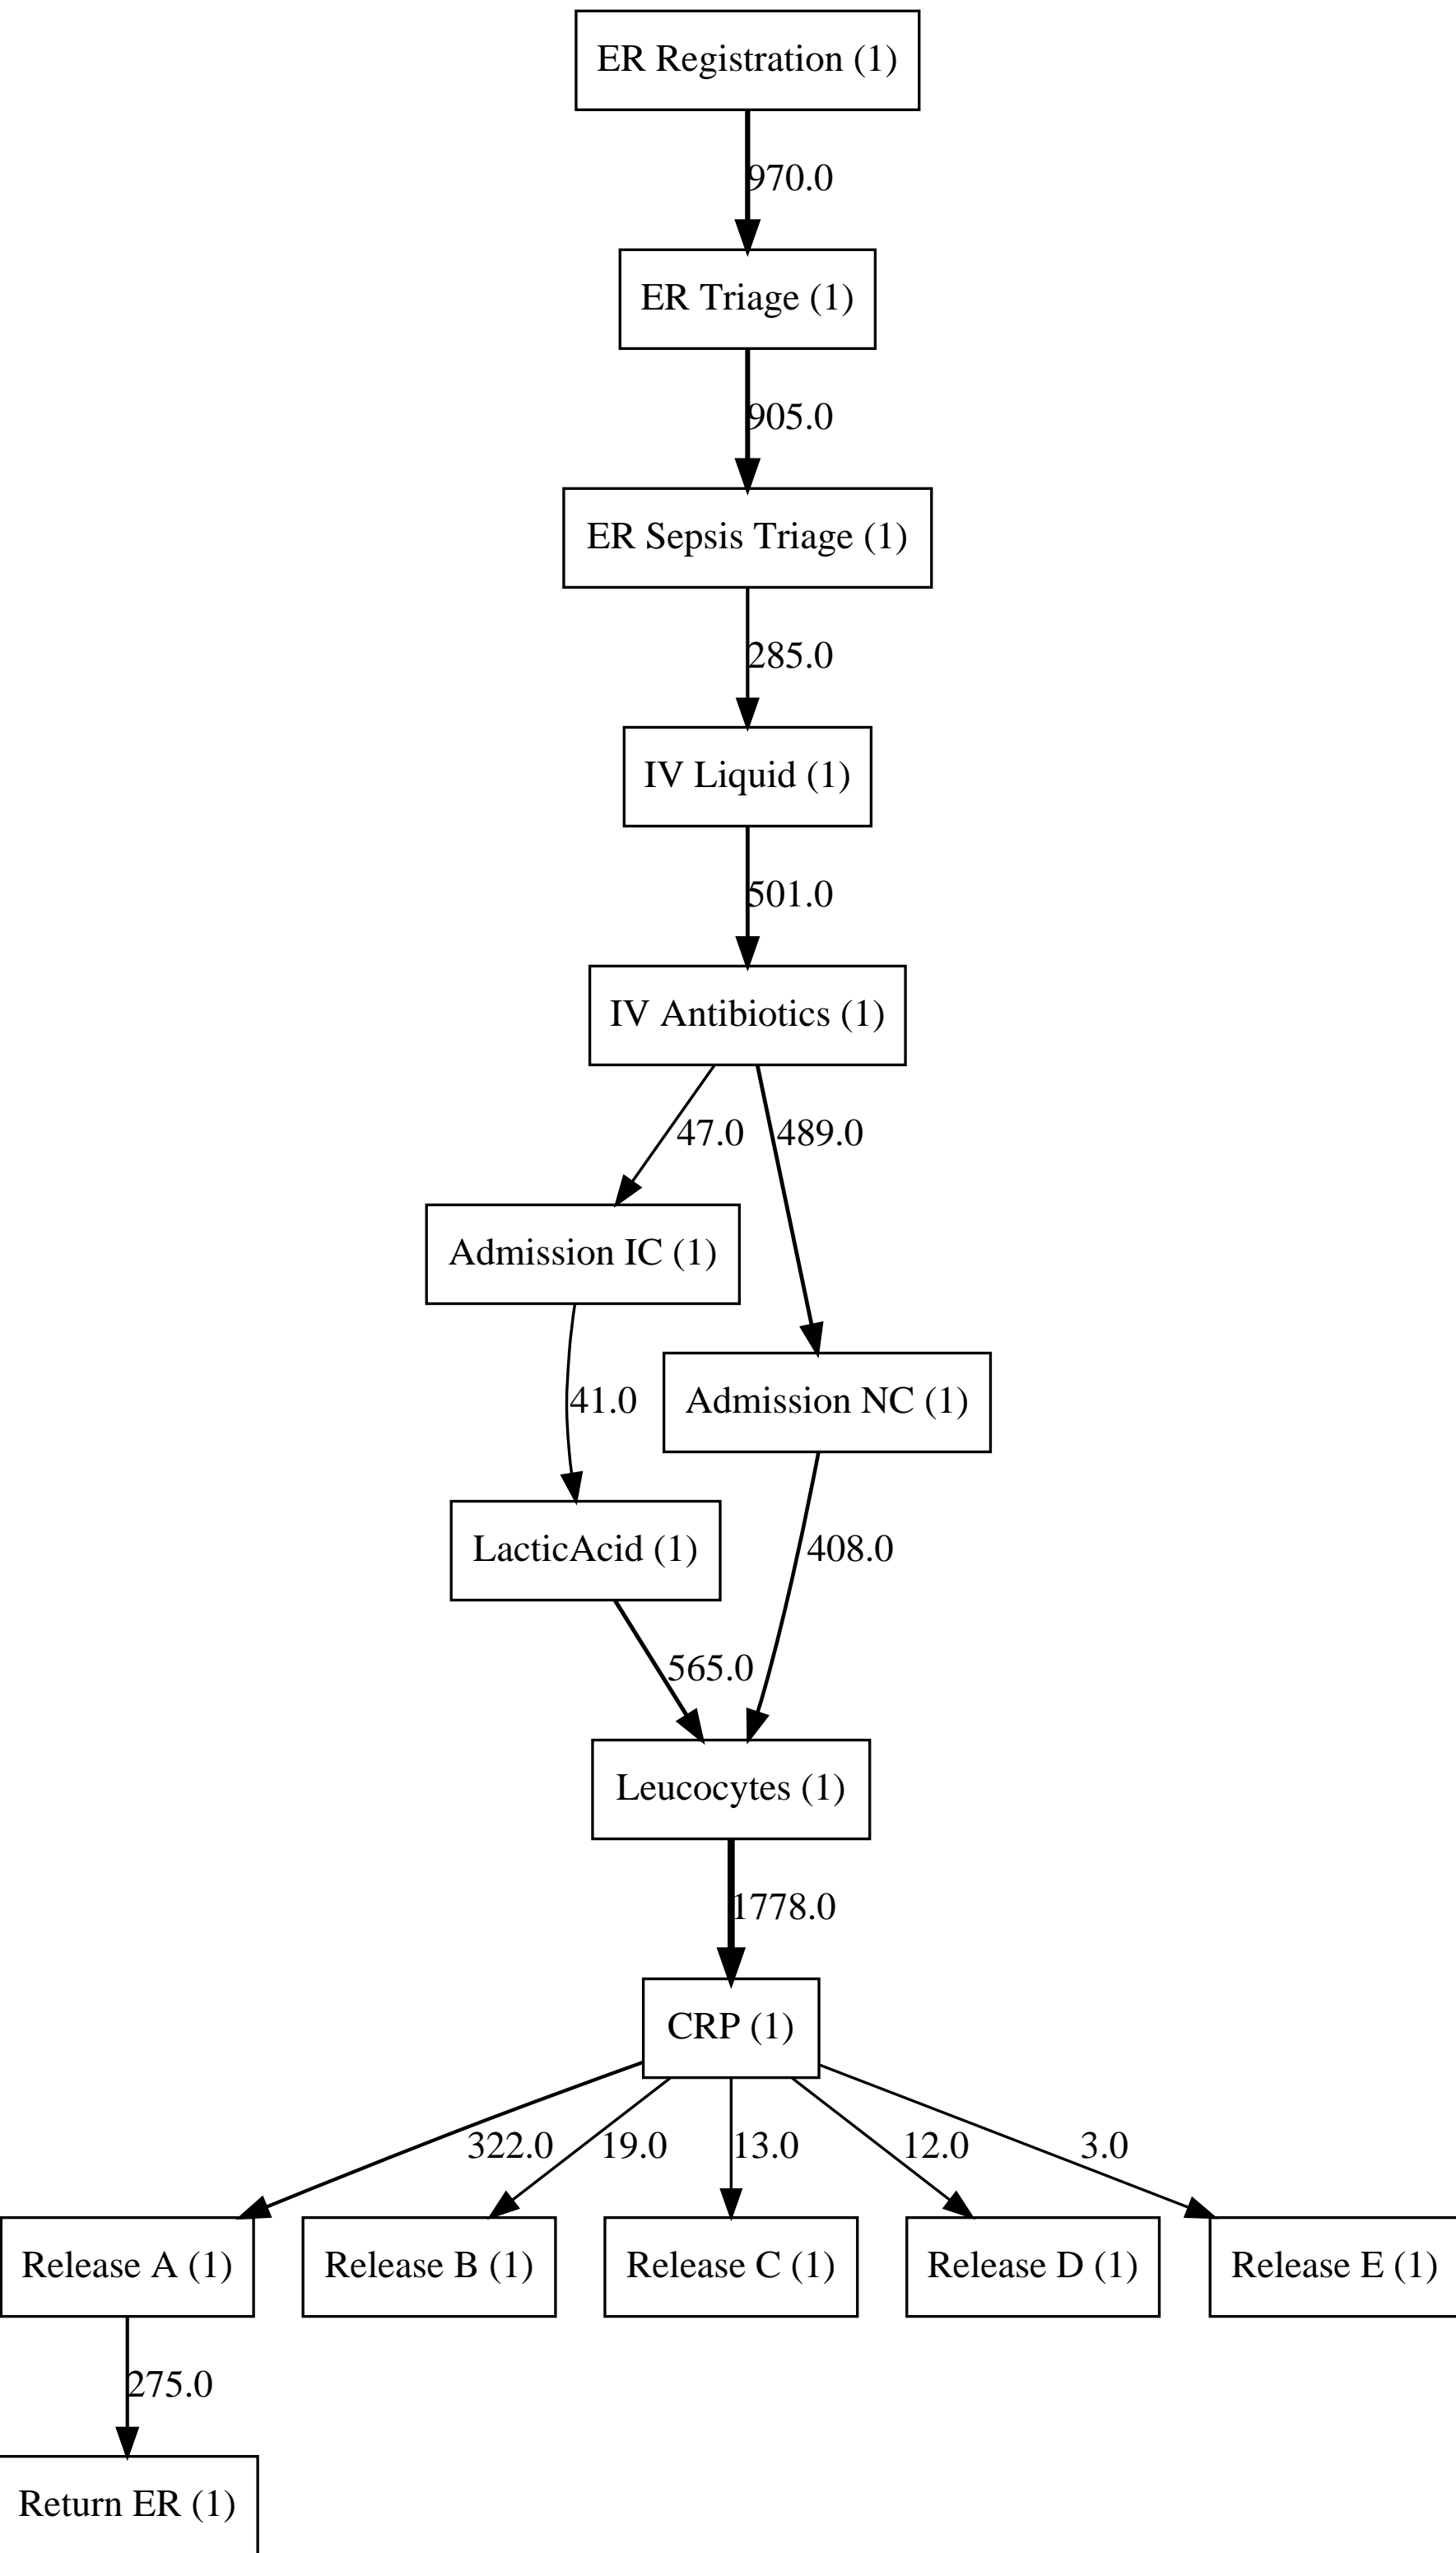 ER Registration (1)
970.0
ER Triage (1)
905.0
ER Sepsis Triage (1)
285.0
IV Liquid (1)
501.0
IV Antibiotics (1)
47.0
489.0
Admission IC (1)
41.0
Admission NC (1)
LacticAcid (1)
408.0
565.0
Leucocytes (1)
1778.0
CRP (1)
322.0
19.0
13.0
12.0
3.0
Release A (1)
Release B (1)
Release C (1)
Release D (1)
Release E (1)
275.0
Return ER (1)